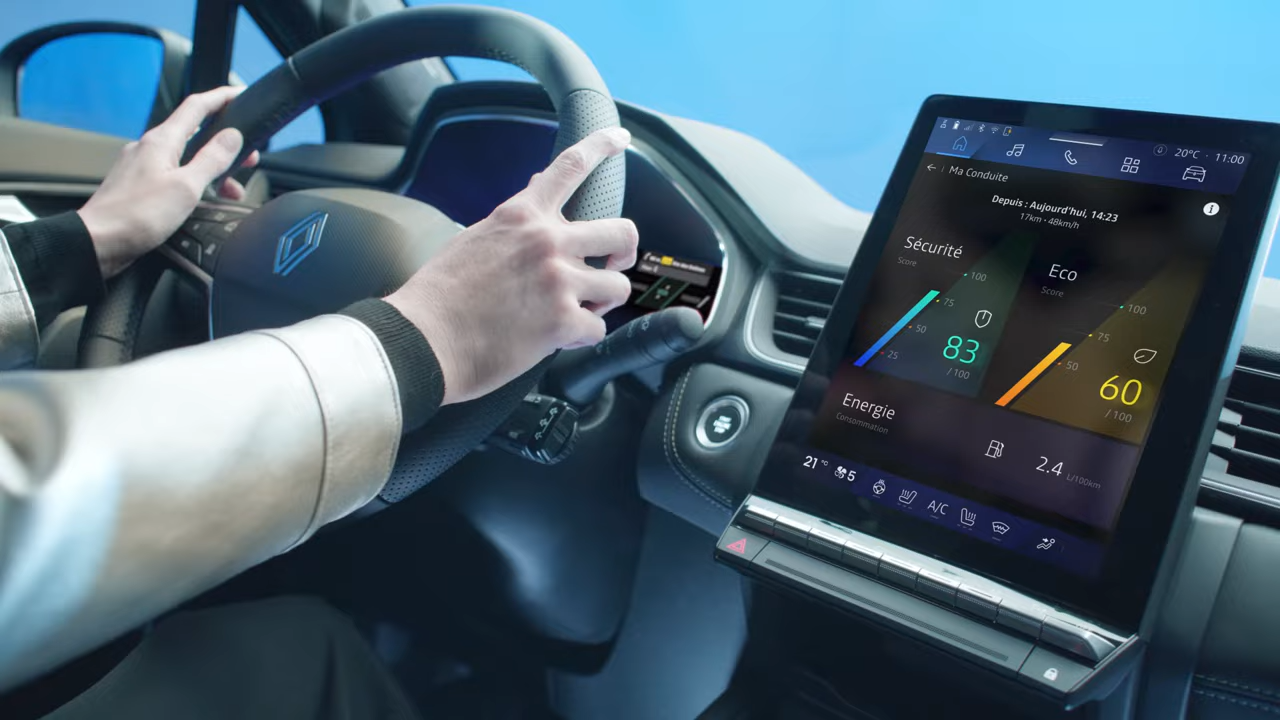 20°C · 11:00
← Ma Conduite
Depuis : Aujourd'hui, 14:23
17km • 48km/h
Sécurité
Score
100
75
50
25
83
/ 100
Eco
Score
100
75
50
60
/ 100
Energie
Consommation
2.4 L/100km
21 °C
5
A/C